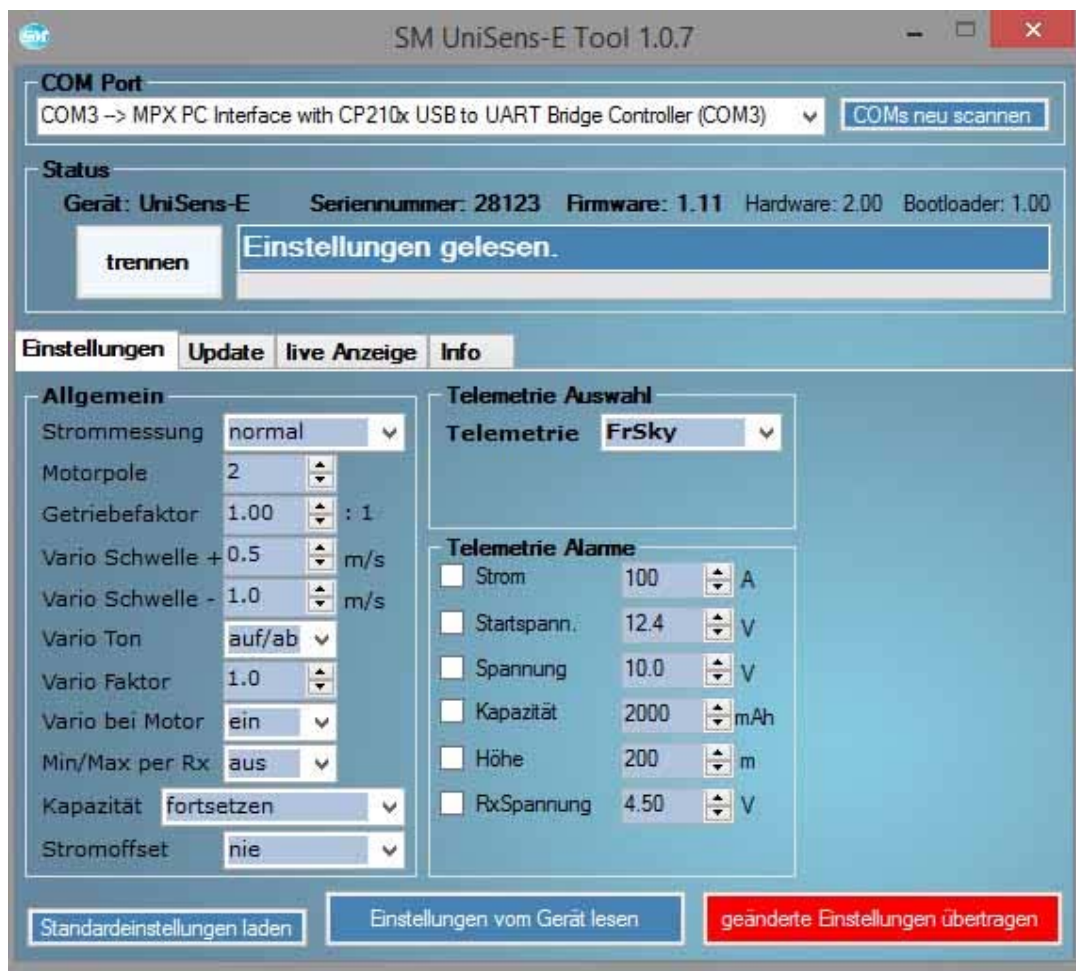 SM UniSens-E Tool 1.0.7
COM Port
COM3 --> MPX PC Interface with CP210x USB to UART Bridge Controller (COM3)
COMs neu scannen
Status
Gerät: UniSens-E Seriennummer: 28123 Firmware: 1.11 Hardware: 2.00 Bootloader: 1.00
trennen
Einstellungen gelesen.
Einstellungen Update live Anzeige Info
Allgemein
Strommessung normal
Motorpole 2
Getriebefaktor 1.00 : 1
Vario Schwelle + 0.5 m/s
Vario Schwelle - 1.0 m/s
Vario Ton auf/ab
Vario Faktor 1.0
Vario bei Motor ein
Min/Max per Rx aus
Kapazität fortsetzen
Stromoffset nie
Telemetrie Auswahl
Telemetrie FrSky
Telemetrie Alarme
Strom 100 A
Startspann. 12.4 V
Spannung 10.0 V
Kapazität 2000 mAh
Höhe 200 m
RxSpannung 4.50 V
Standardeinstellungen laden
Einstellungen vom Gerät lesen
geänderte Einstellungen übertragen